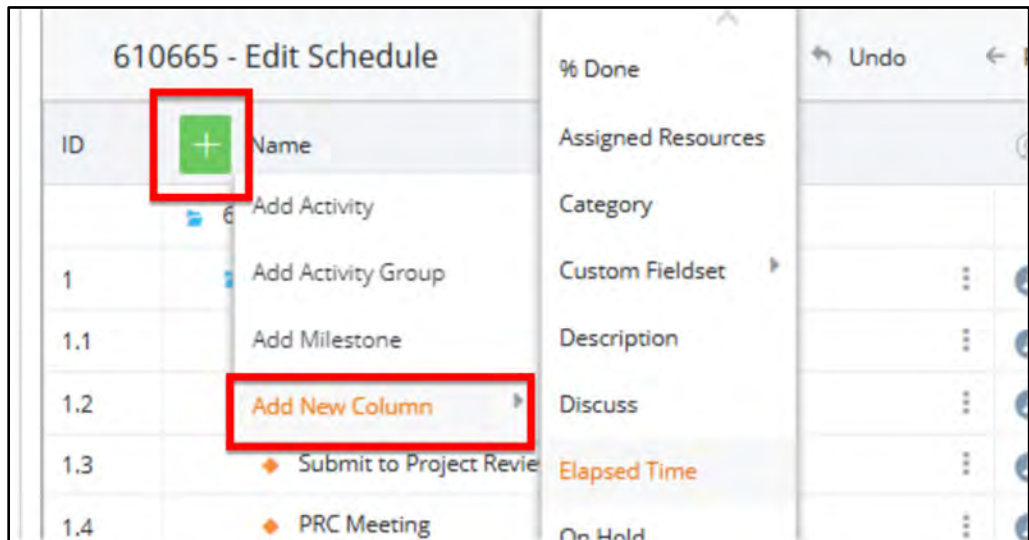 610665 - Edit Schedule
Undo
ID
Name
Add Activity
Add Activity Group
Add Milestone
Add New Column
% Done
Assigned Resources
Category
Custom Fieldset
Description
Discuss
Elapsed Time
On Hold
6
1
1.1
1.2
1.3
Submit to Project
1.4
PRC Meeting